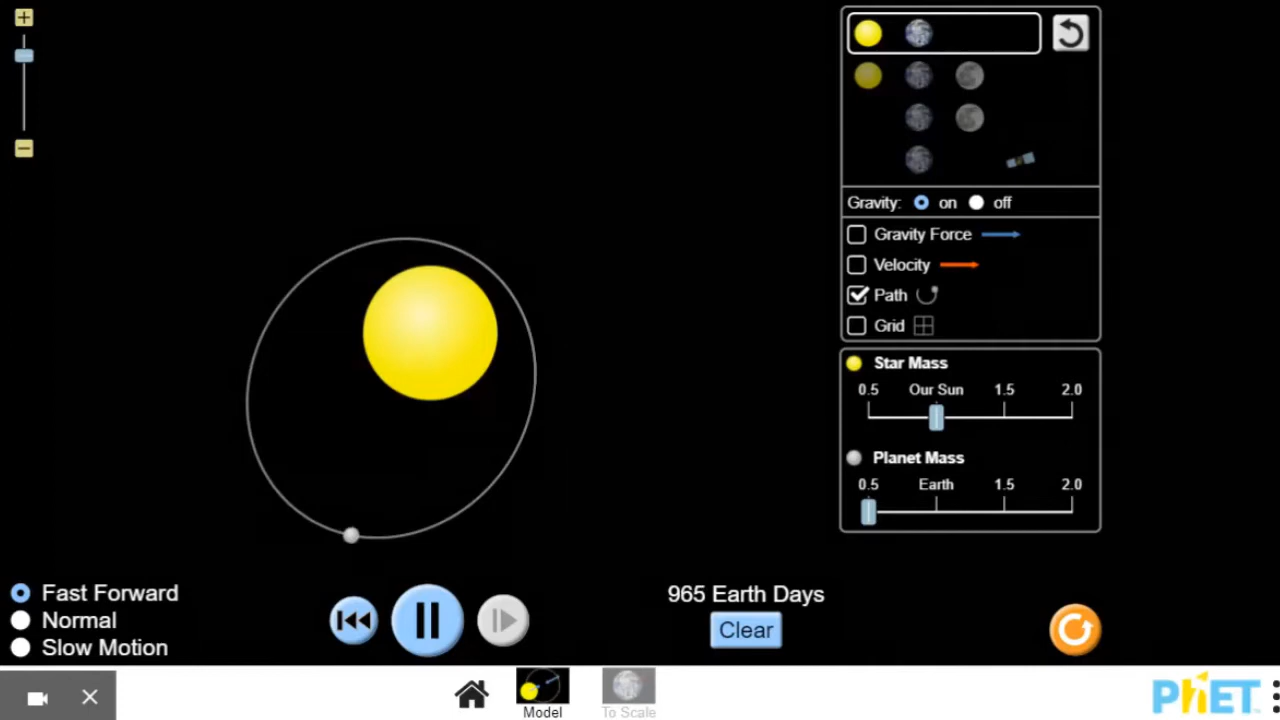 Gravity: on off
Gravity Force
Velocity
Path
Grid
Star Mass
0.5 Our Sun 1.5 2.0
Planet Mass
0.5 Earth 1.5 2.0
Fast Forward
Normal
Slow Motion
965 Earth Days
Clear
Model
To Scale
PhET